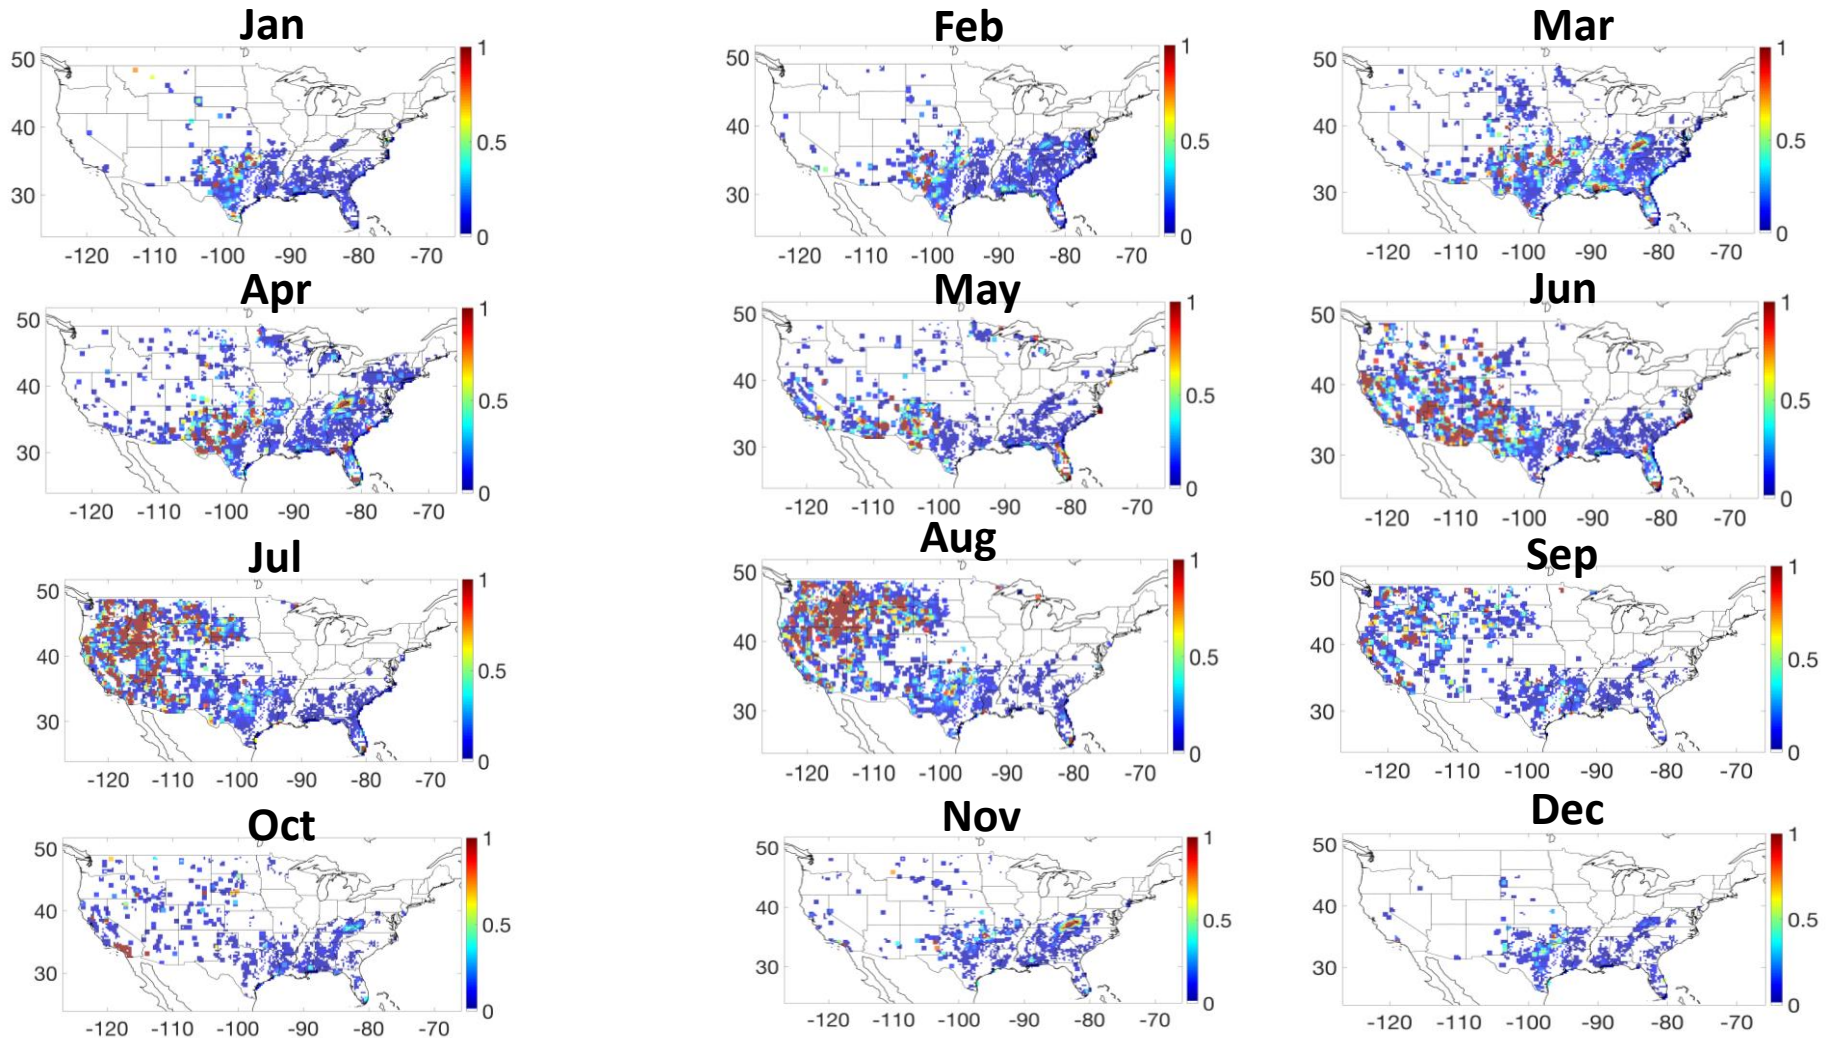 Jan Feb Mar
50 40 30 1 0.5 0 50 40 30 1 0.5 0 50 40 30 1 0.5 0
-120 -110 -100 -90 -80 -70 -120 -110 -100 -90 -80 -70 -120 -110 -100 -90 -80 -70
Apr May Jun
50 40 30 1 0.5 0 50 40 30 1 0.5 0 50 40 30 1 0.5 0
-120 -110 -100 -90 -80 -70 -120 -110 -100 -90 -80 -70 -120 -110 -100 -90 -80 -70
Jul Aug Sep
50 40 30 1 0.5 0 50 40 30 1 0.5 0 50 40 30 1 0.5 0
-120 -110 -100 -90 -80 -70 -120 -110 -100 -90 -80 -70 -120 -110 -100 -90 -80 -70
Oct Nov Dec
50 40 30 1 0.5 0 50 40 30 1 0.5 0 50 40 30 1 0.5 0
-120 -110 -100 -90 -80 -70 -120 -110 -100 -90 -80 -70 -120 -110 -100 -90 -80 -70